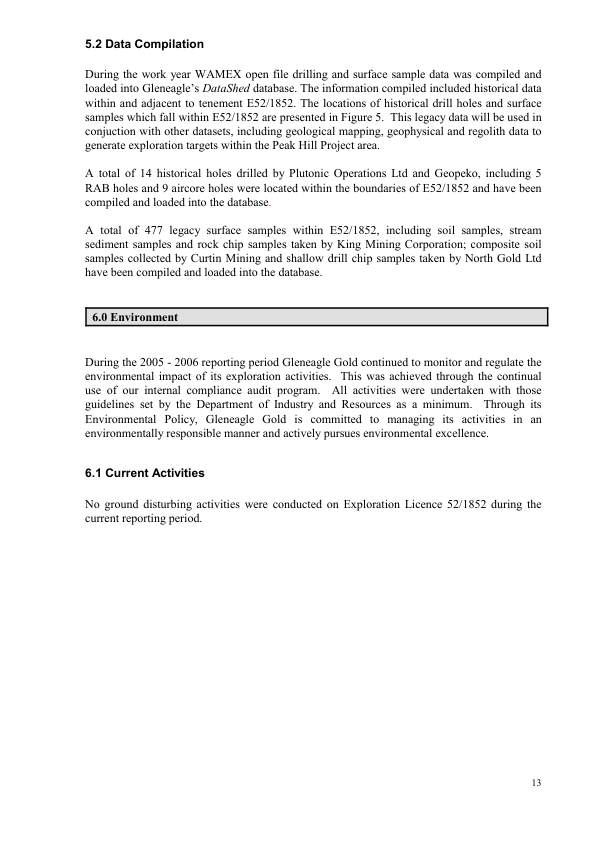 5.2 Data Compilation
During the work year WAMEX open file drilling and surface sample data was compiled and
loaded into Gleneagle's DataShed database. The information compiled included historical data
within and adjacent to tenement E52/1852. The locations of historical drill holes and surface
samples which fall within E52/1852 are presented in Figure 5. This legacy data will be used in
conjuction with other datasets, including geological mapping, geophysical and regolith data to
generate exploration targets within the Peak Hill Project area.
A total of 14 historical holes drilled by Plutonic Operations Ltd and Geopeko, including 5
RAB holes and 9 aircore holes were located within the boundaries of E52/1852 and have been
compiled and loaded into the database.
A total of 477 legacy surface samples within E52/1852, including soil samples, stream
sediment samples and rock chip samples taken by King Mining Corporation; composite soil
samples collected by Curtin Mining and shallow drill chip samples taken by North Gold Ltd
have been compiled and loaded into the database.
6.0 Environment
During the 2005 - 2006 reporting period Gleneagle Gold continued to monitor and regulate the
environmental impact of its exploration activities. This was achieved through the continual
use of our internal compliance audit program. All activities were undertaken with those
guidelines set by the Department of Industry and Resources as a minimum. Through its
Environmental Policy, Gleneagle Gold is committed to managing its activities in an
environmentally responsible manner and actively pursues environmental excellence.
6.1 Current Activities
No ground disturbing activities were conducted on Exploration Licence 52/1852 during the
current reporting period.
13